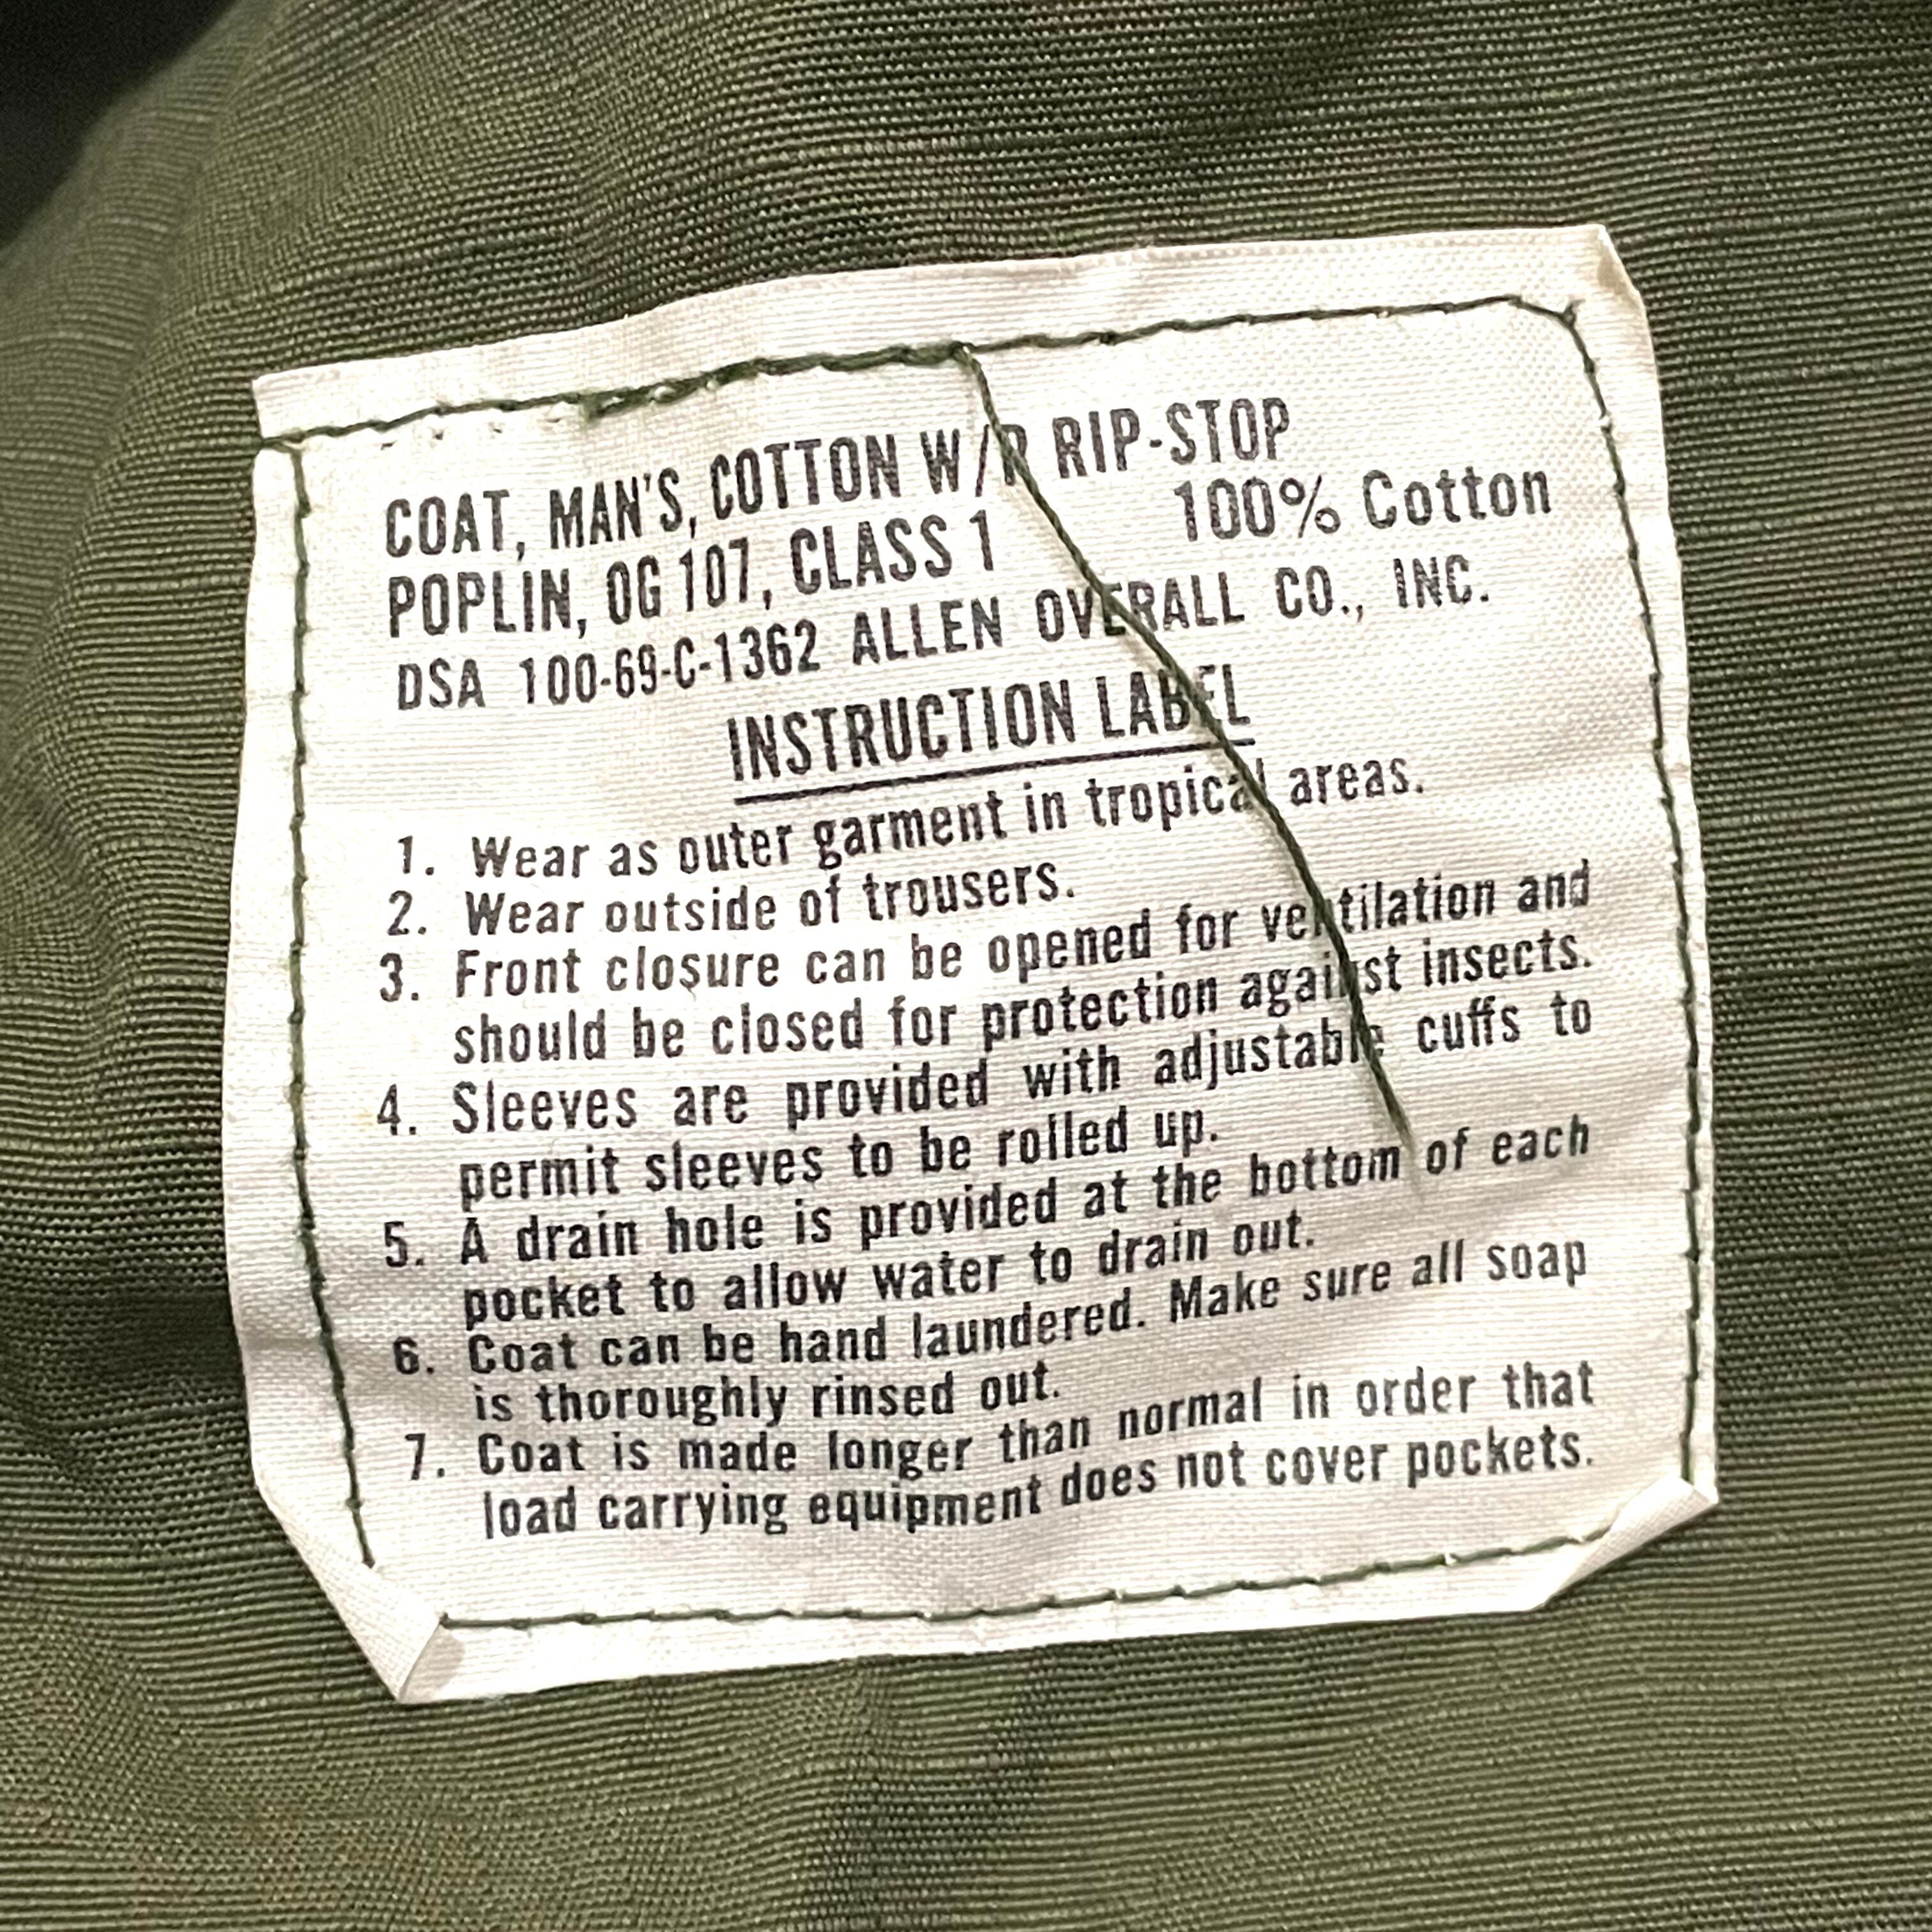 COAT, MAN'S, COTTON W/R RIP-STOP
POPLIN, OG 107, CLASS 1 100% Cotton
DSA 100-69-C-1362 ALLEN OVERALL CO., INC.
INSTRUCTION LABEL
1. Wear as outer garment in tropical areas.
2. Wear outside of trousers.
3. Front closure can be opened for ventilation and
should be closed for protection against insects.
4. Sleeves are provided with adjustable cuffs to
permit sleeves to be rolled up.
5. A drain hole is provided at the bottom of each
pocket to allow water to drain out.
6. Coat can be hand laundered. Make sure all soap
is thoroughly rinsed out.
7. Coat is made longer than normal in order that
load carrying equipment does not cover pockets.